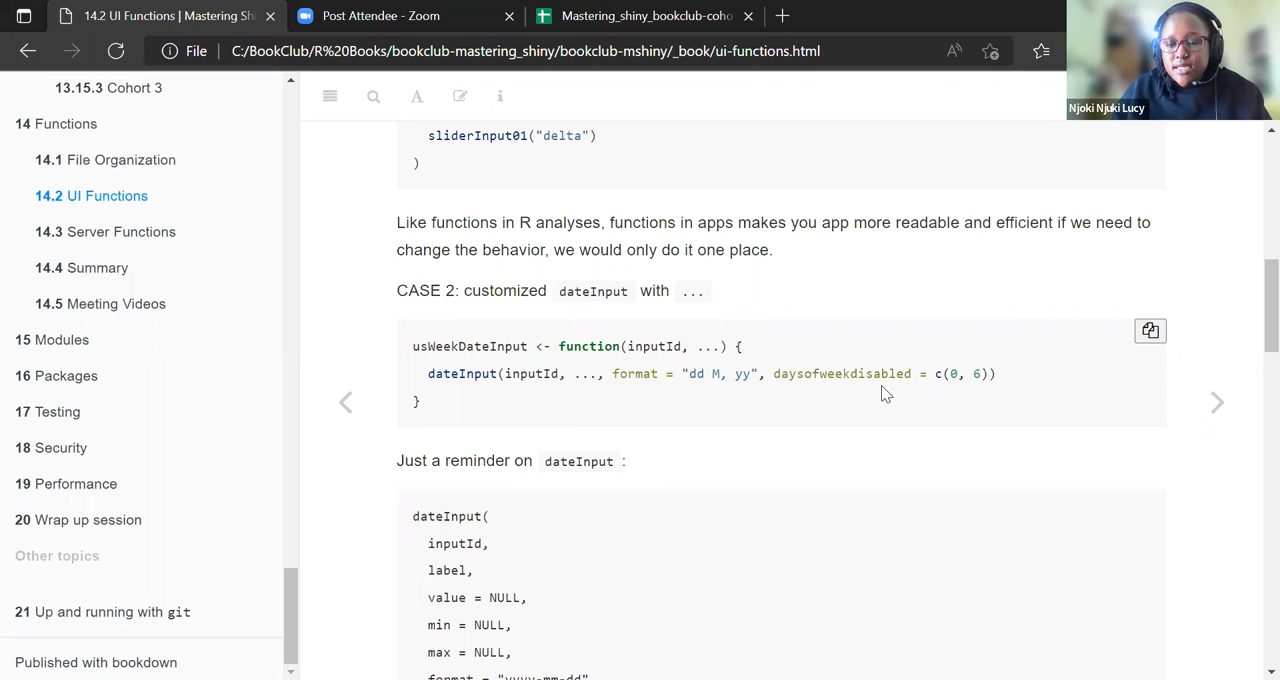 14.2 UI Functions | Mastering Shi
Post Attendee - Zoom
Mastering_shiny_bookclub-coho
File
C:/BookClub/R%20Books/bookclub-mastering_shiny/bookclub-mshiny/_book/ui-functions.html
Njoki Njuki Lucy
13.15.3 Cohort 3
14 Functions
14.1 File Organization
14.2 UI Functions
14.3 Server Functions
14.4 Summary
14.5 Meeting Videos
15 Modules
16 Packages
17 Testing
18 Security
19 Performance
20 Wrap up session
Other topics
21 Up and running with git
Published with bookdown
sliderInput01("delta")
)
Like functions in R analyses, functions in apps makes you app more readable and efficient if we need to
change the behavior, we would only do it one place.
CASE 2: customized dateInput with ...
usWeekDateInput <- function(inputId, ...) {
dateInput(inputId, ..., format = "dd M, yy", daysofweekdisabled = c(0, 6))
}
Just a reminder on dateInput :
dateInput(
inputId,
label,
value = NULL,
min = NULL,
max = NULL,
format = "yyyy-mm-dd"